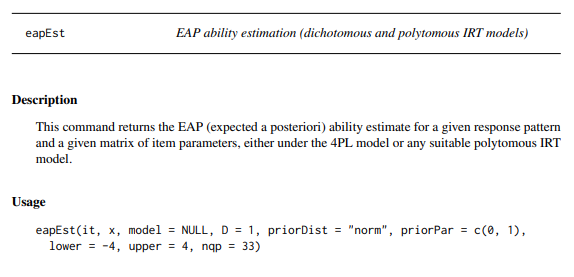 eapEst EAP ability estimation (dichotomous and polytomous IRT models)
Description
This command returns the EAP (expected a posteriori) ability estimate for a given response pattern
and a given matrix of item parameters, either under the 4PL model or any suitable polytomous IRT
model.
Usage
eapEst(it, x, model = NULL, D = 1, priorDist = "norm", priorPar = c(0, 1),
lower = -4, upper = 4, nqp = 33)